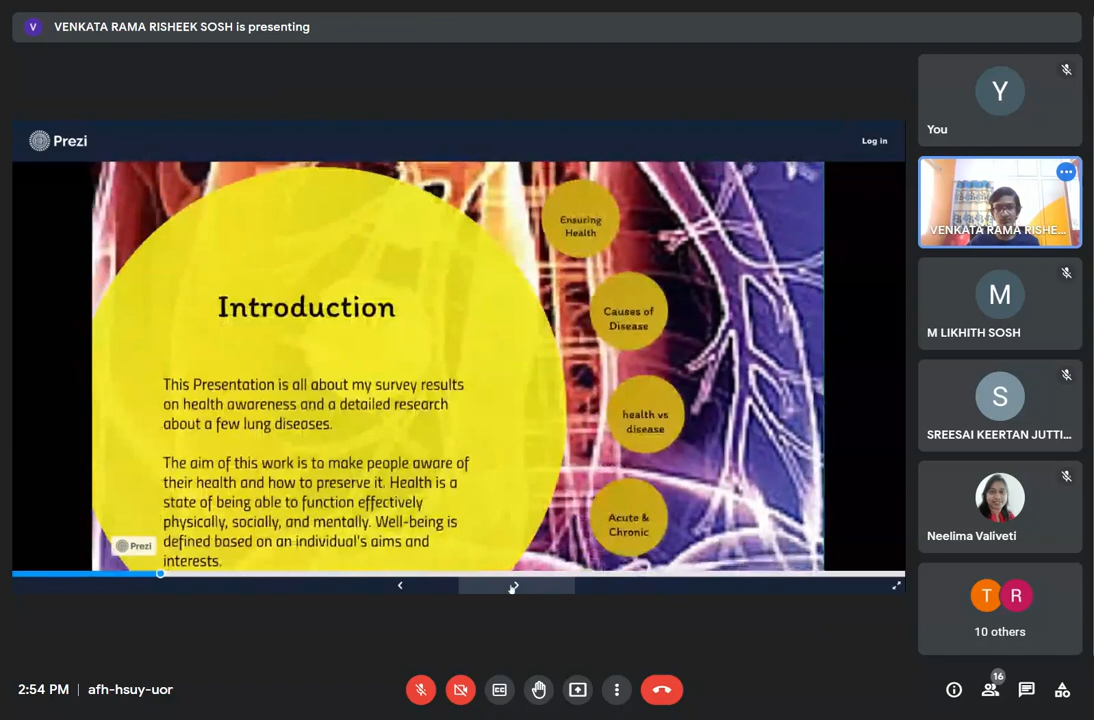 V VENKATA RAMA RISHEEK SOSH is presenting
Prezi
Log in
Introduction
This Presentation is all about my survey results
on health awareness and a detailed research
about a few lung diseases.
The aim of this work is to make people aware of
their health and how to preserve it. Health is a
state of being able to function effectively
physically, socially, and mentally. Well-being is
defined based on an individual's aims and
interests.
Prezi
Ensuring
Health
Causes of
Disease
health vs
disease
Acute &
Chronic
Y
You
VENKATA RAMA RISHE...
M
M LIKHITH SOSH
S
SREESAI KEERTAN JUTTI...
Neelima Valiveti
T R
10 others
2:54 PM | afh-hsuy-uor
CC
16